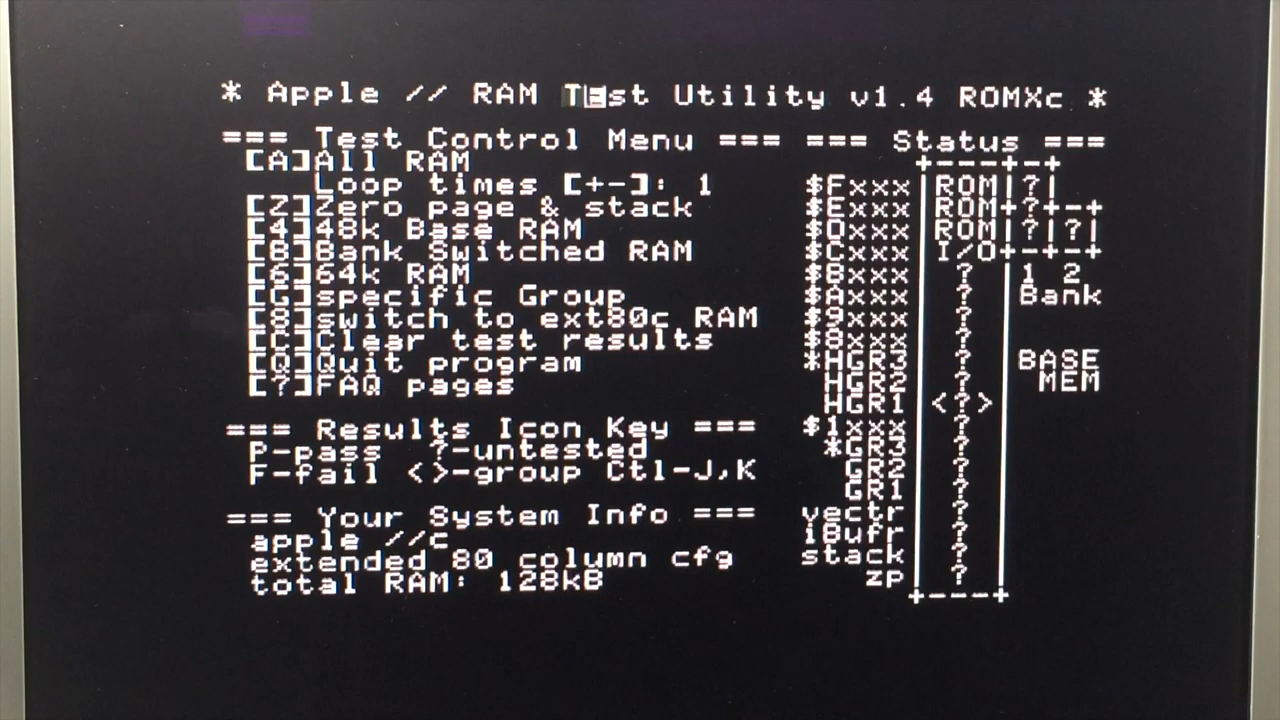 * Apple // RAM Test Utility v1.4 ROMXc *
=== Test Control Menu === === Status ===
+----+-+
[A]All RAM
Loop times [+-]: 1 $Fxxx|ROM|?|
[Z]Zero page & stack $Exxx|ROM+?+-+
[4]48k Base RAM $Dxxx|ROM|?|?|
[B]Bank Switched RAM $Cxxx|I/O+-+-+
[6]64k RAM $Bxxx| ? | 1 2
[G]specific Group $Axxx| ? |Bank
[8]switch to ext80c RAM $9xxx| ? |
[C]Clear test results $8xxx| ? |
[Q]Quit program *HGR3| ? |BASE
[?]FAQ pages HGR2| ? | MEM
HGR1|<?>|
=== Results Icon Key === $1xxx| ? |
P-pass ?-untested *GR3| ? |
F-fail <>-group Ctl-J,K GR2| ? |
GR1| ? |
=== Your System Info === vectr| ? |
apple //c i8ufr| ? |
extended 80 column cfg stack| ? |
total RAM: 128kB zp| ? |
+----+